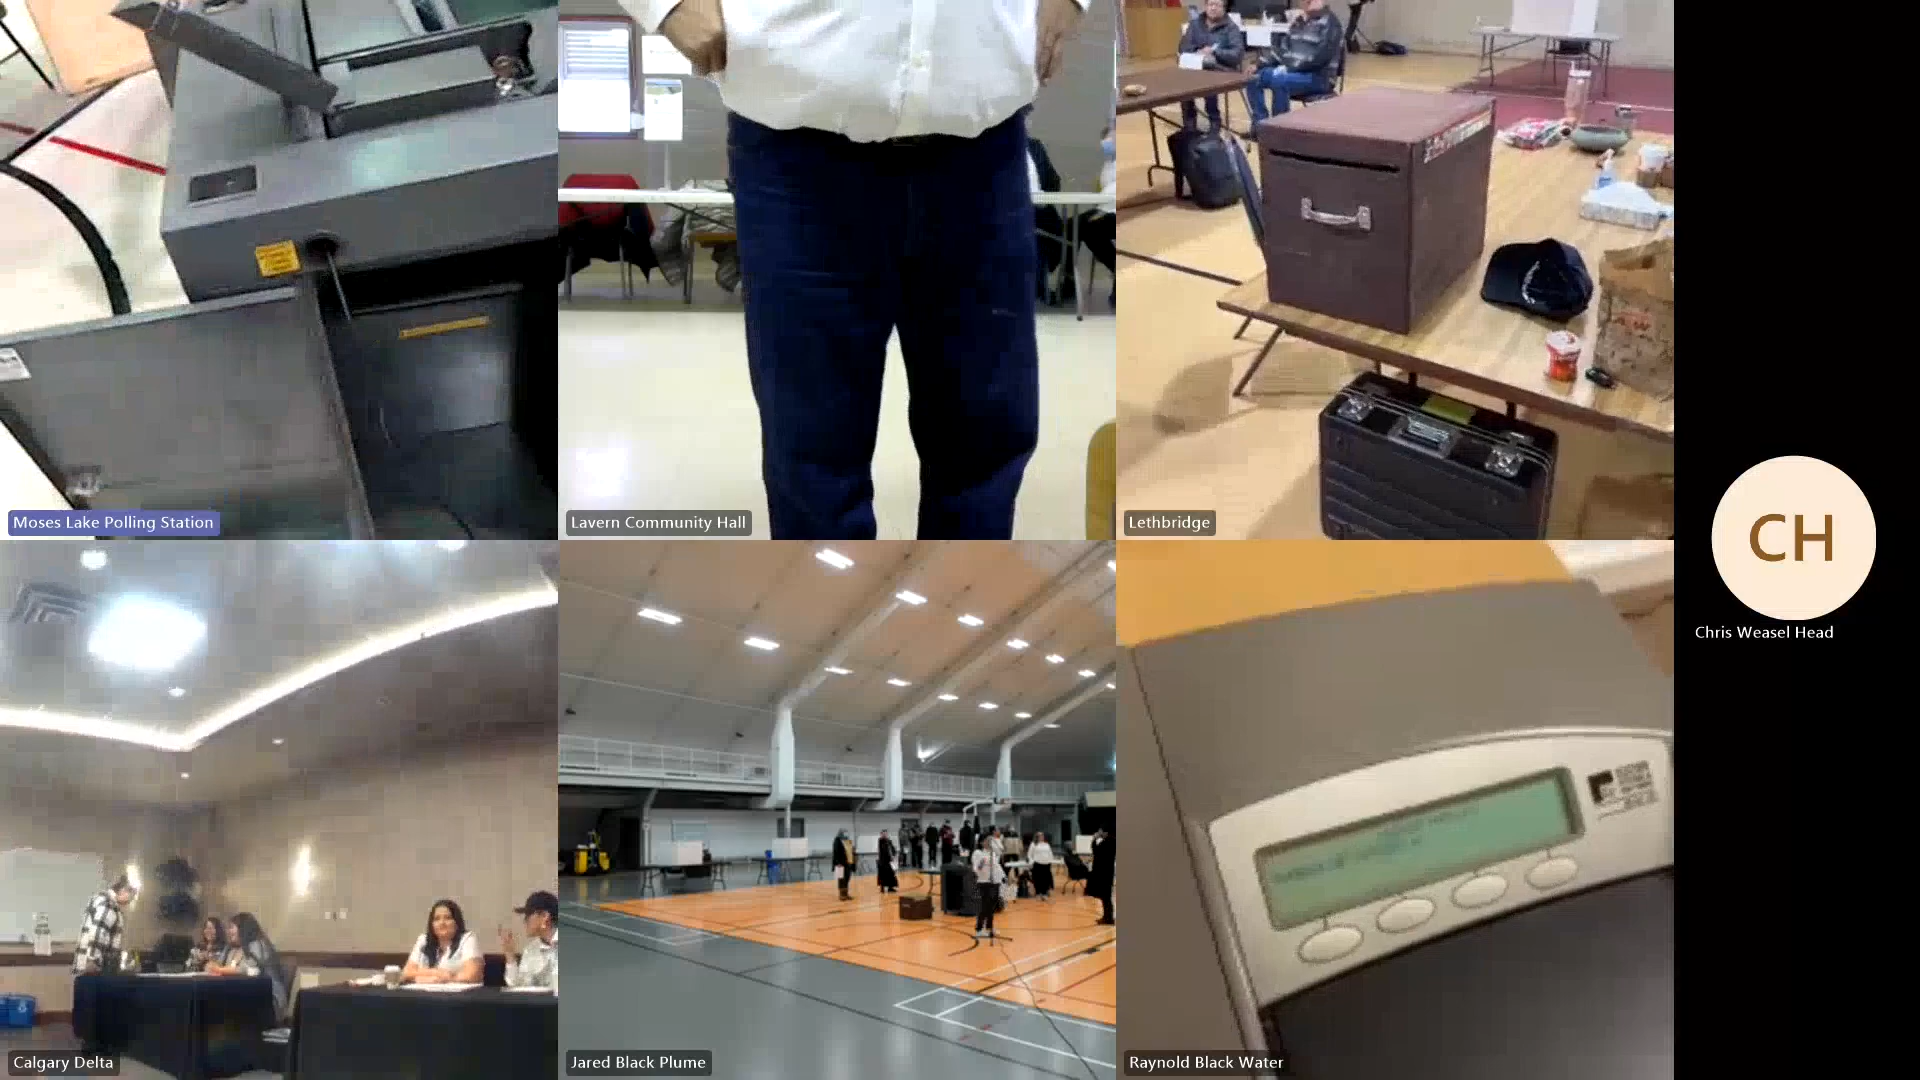 Moses Lake Polling Station
Lavern Community Hall
Lethbridge
CH
Chris Weasel Head
Calgary Delta
Jared Black Plume
Raynold Black Water